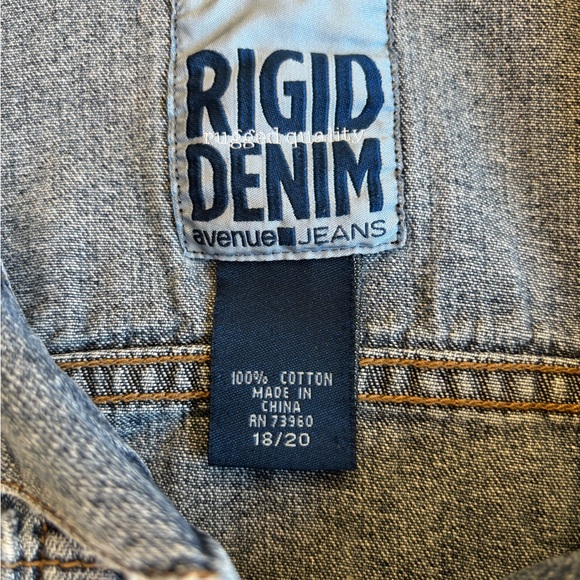 RIGID
rugged quality
DENIM
avenue JEANS
100% COTTON
MADE IN
CHINA
RN 73960
18/20